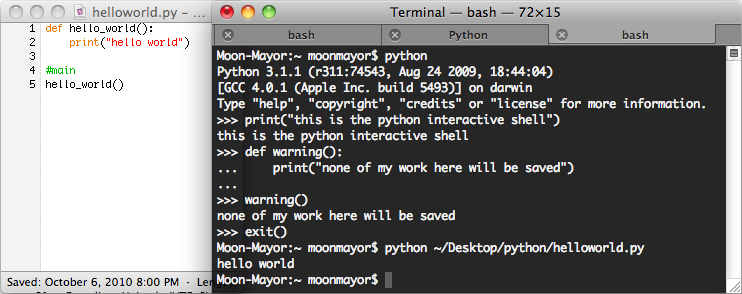 helloworld.py –
1 def hello_world():
2     print("hello world")
3
4 #main
5 hello_world()
Saved: October 6, 2010 8:00 PM · Len
Terminal — bash — 72×15
bash Python bash
Moon-Mayor:~ moonmayor$ python
Python 3.1.1 (r311:74543, Aug 24 2009, 18:44:04)
[GCC 4.0.1 (Apple Inc. build 5493)] on darwin
Type "help", "copyright", "credits" or "license" for more information.
>>> print("this is the python interactive shell")
this is the python interactive shell
>>> def warning():
...     print("none of my work here will be saved")
...
>>> warning()
none of my work here will be saved
>>> exit()
Moon-Mayor:~ moonmayor$ python ~/Desktop/python/helloworld.py
hello world
Moon-Mayor:~ moonmayor$